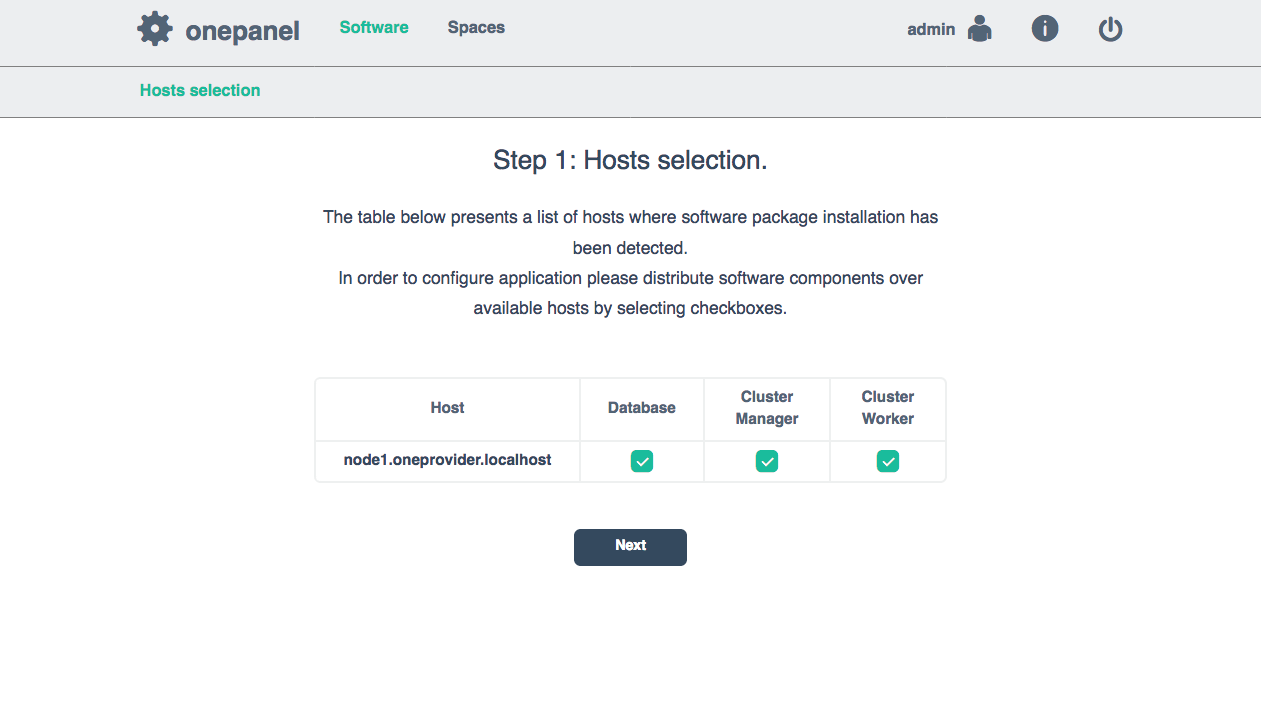 onepanel Software Spaces admin
Hosts selection
Step 1: Hosts selection.
The table below presents a list of hosts where software package installation has
been detected.
In order to configure application please distribute software components over
available hosts by selecting checkboxes.
Host Database Cluster Manager Cluster Worker
node1.oneprovider.localhost
Next